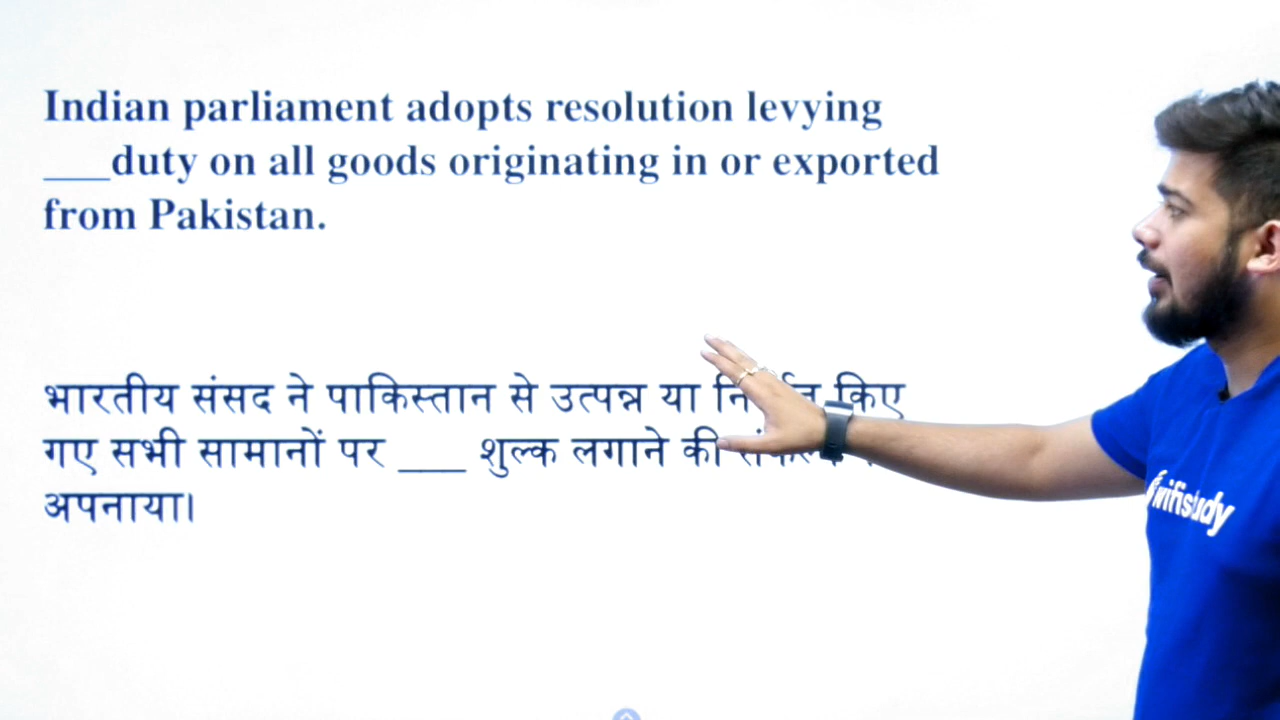 Indian parliament adopts resolution levying
___duty on all goods originating in or exported
from Pakistan.
भारतीय संसद ने पाकिस्तान से उत्पन्न या किए
गए सभी सामानों पर ___ शुल्क लगाने की
अपनाया।
wifistudy